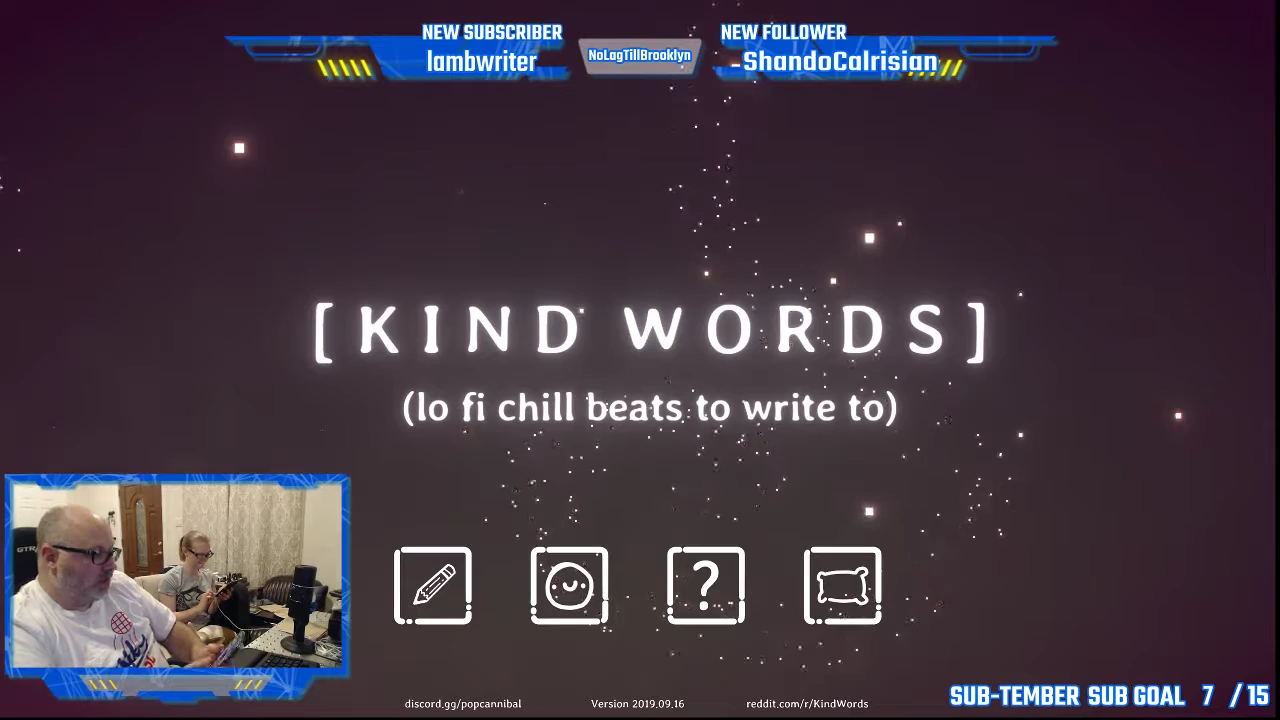 NEW SUBSCRIBER
lambwriter
NoLagTillBrooklyn
NEW FOLLOWER
-ShandoCalrisian
[KIND WORDS]
(lo fi chill beats to write to)
?
discord.gg/popcannibal
Version 2019.09.16
reddit.com/r/KindWords
SUB-TEMBER SUB GOAL 7 / 15